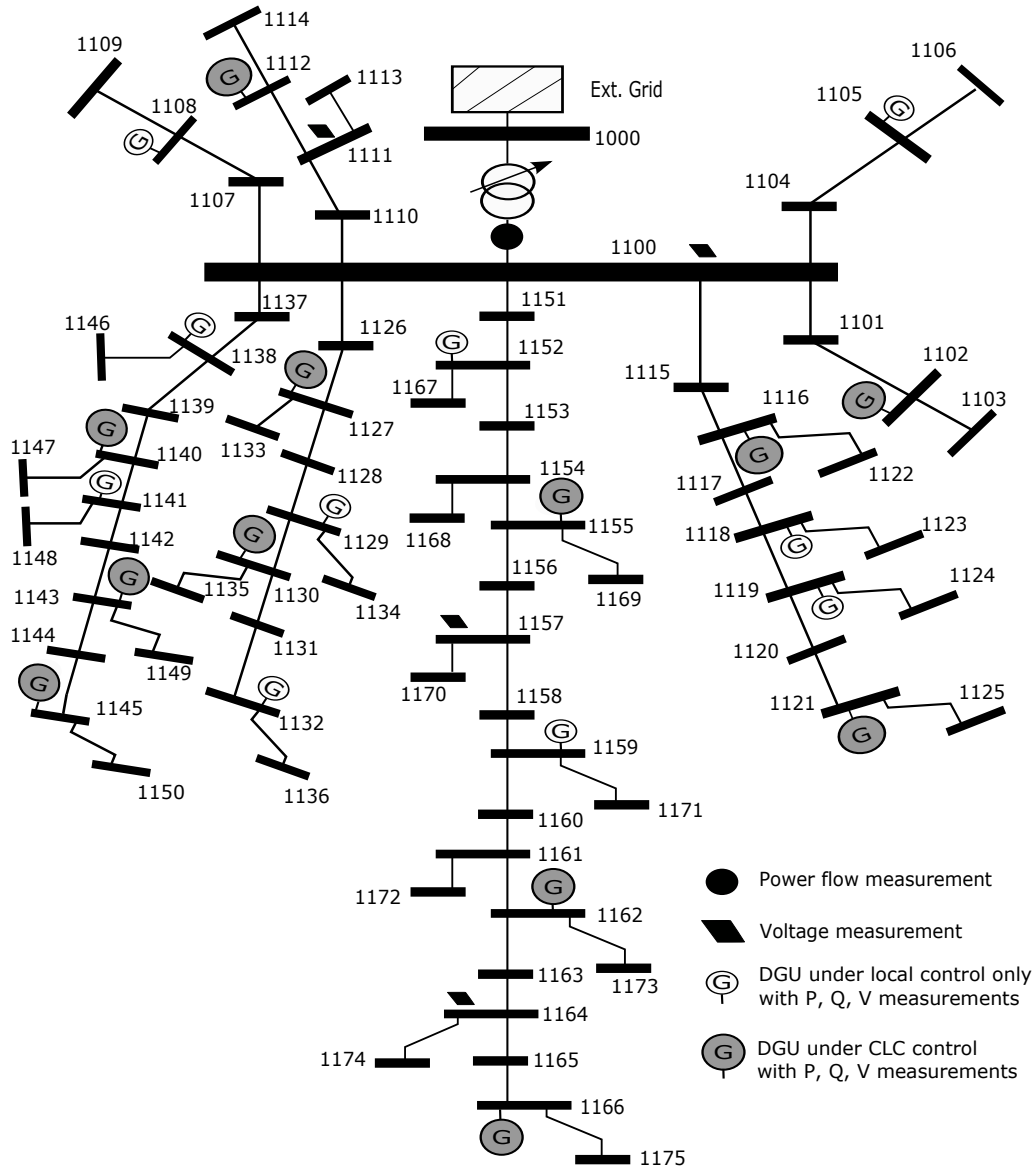 1114
1109
1112
1106
G
1113
Ext. Grid
1105
G
1108
G
1000
1111
1107
1104
1110
1100
1137
1151
1126
1101
1146
G
G
1152
1102
1138
G
1115
1116
G
1103
1167
1139
1127
1153
G
1133
G
1147
1140
1128
1154
1122
G
1117
G
1141
G
1168
1155
1123
1148
1142
G
1129
1118
G
G
1156
1124
1143
1135
1130
1134
1169
1119
G
1144
1131
1157
1120
1149
1170
G
G
1158
1121
1125
1145
1132
G
1159
G
1150
1136
1171
1160
1161
1172
G
1162
1173
1163
1164
1174
1165
1166
G
1175
Power flow measurement
Voltage measurement
G
DGU under local control only
with P, Q, V measurements
G
DGU under CLC control
with P, Q, V measurements